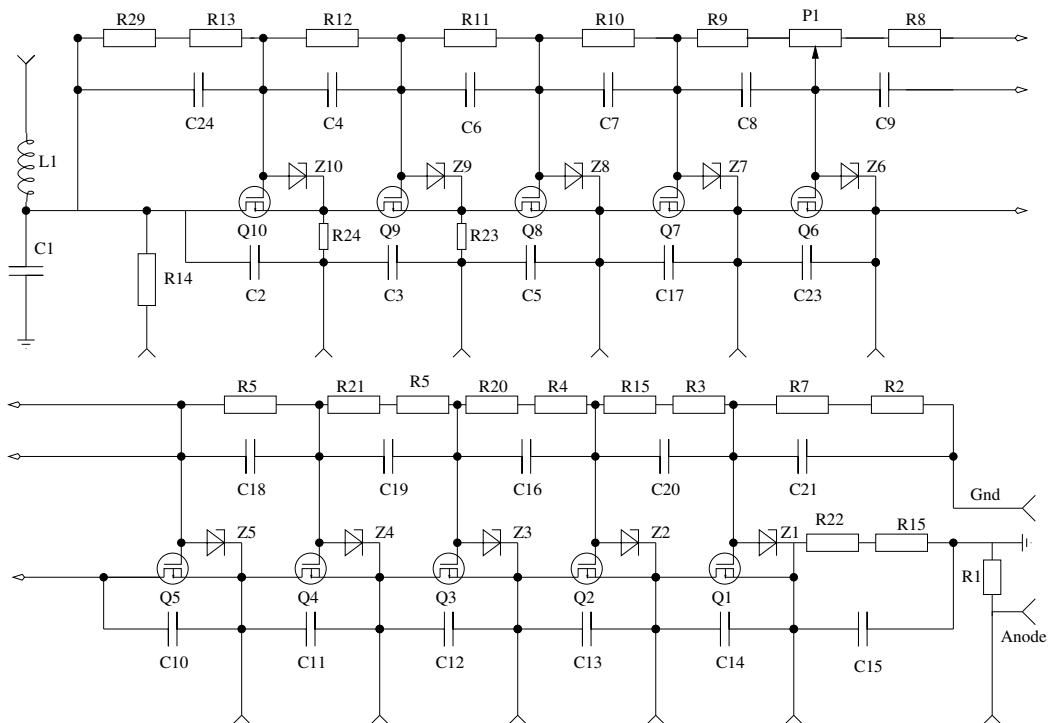 R29 R13 R12 R11 R10 R9 P1 R8
C24 C4 C6 C7 C8 C9
L1 Z10 Z9 Z8 Z7 Z6
Q10 R24 Q9 R23 Q8 Q7 Q6
C1 R14 C2 C3 C5 C17 C23
R5 R21 R5 R20 R4 R15 R3 R7 R2
C18 C19 C16 C20 C21
Gnd
Z5 Z4 Z3 Z2 Z1 R22 R15
Q5 Q4 Q3 Q2 Q1 R1
C10 C11 C12 C13 C14 C15 Anode